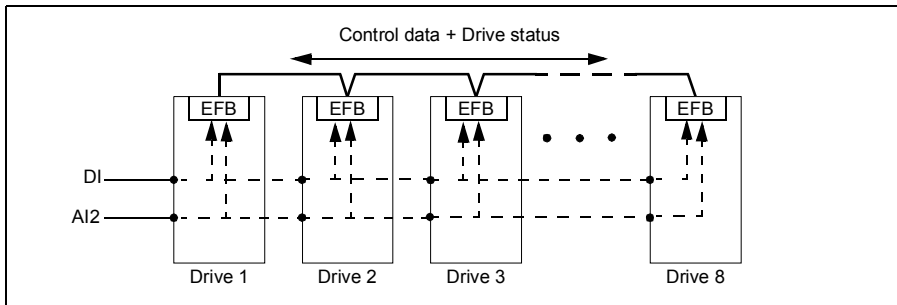 Control data + Drive status
EFB EFB EFB EFB
DI
AI2
Drive 1 Drive 2 Drive 3 Drive 8